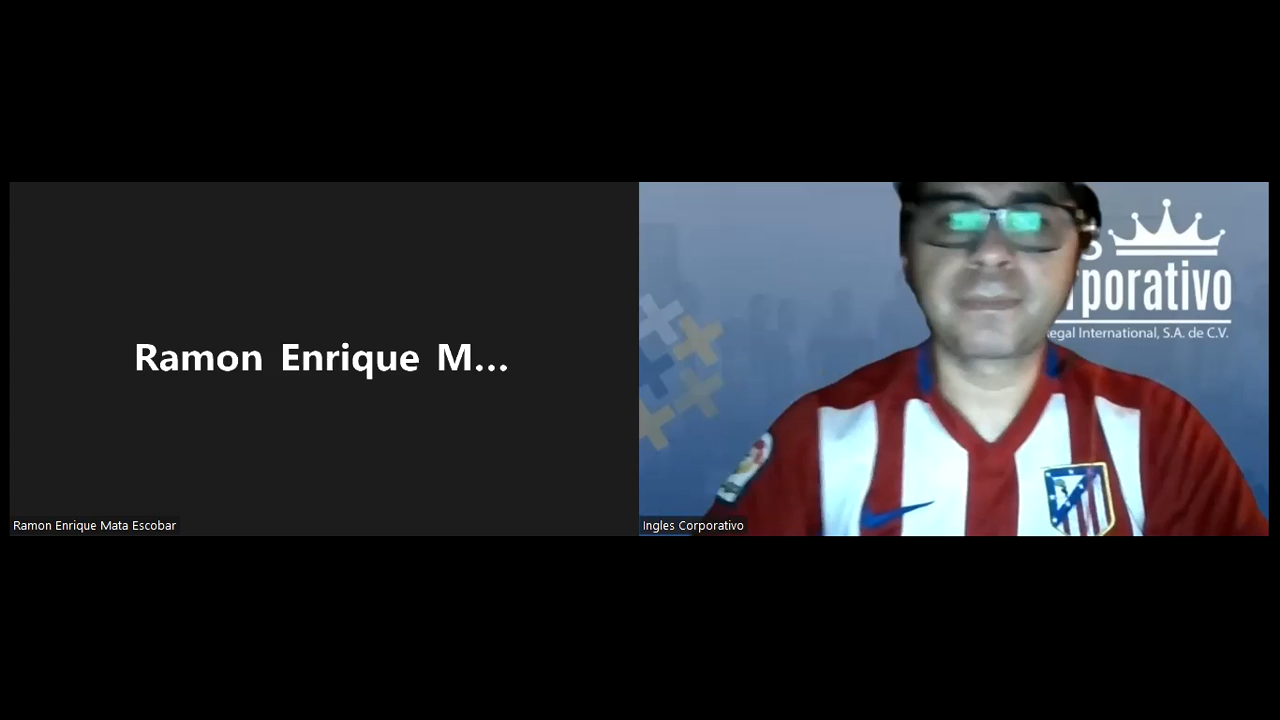 Ramon Enrique M...
Ramon Enrique Mata Escobar
s
rporativo
egal International, S.A. de C.V.
Ingles Corporativo